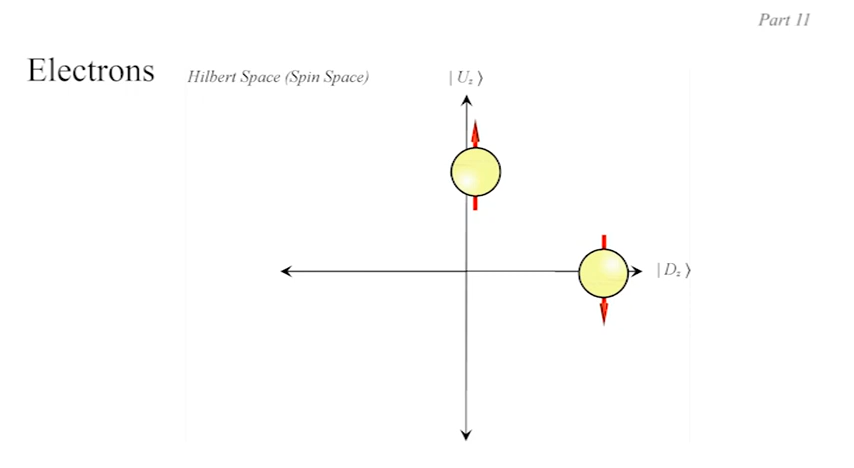 Part 11
Electrons
Hilbert Space (Spin Space)
| U_z ⟩
| D_z ⟩